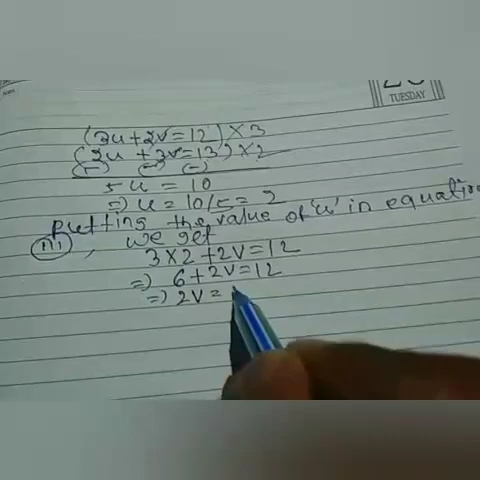 TUESDAY
(3u+2v=12)×3
(2u+3v=13)×2
(-) (-) (-)
5u = 10
=) u = 10/5 = 2
putting the value of 'u' in equation
(iii), we get
3×2+2v=12
=) 6+2v=12
=) 2v=